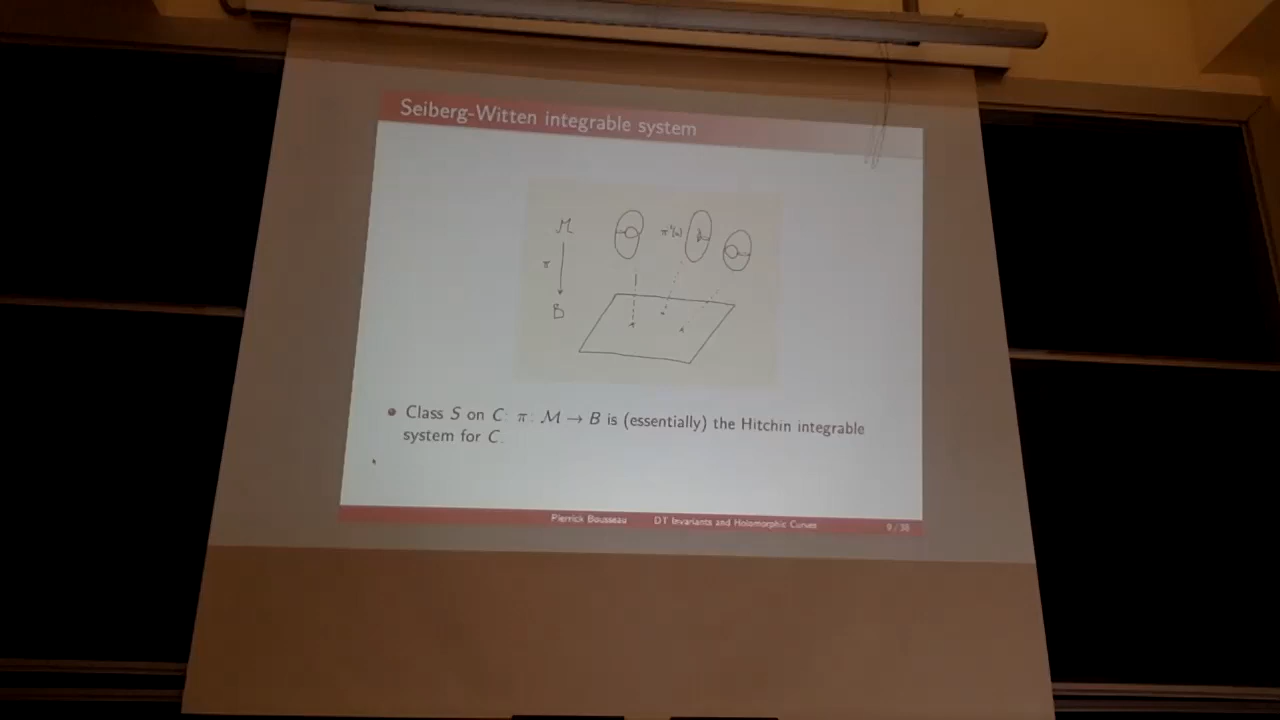 Seiberg-Witten integrable system
M
π
B
• Class S on C: π : M → B is (essentially) the Hitchin integrable
system for C.
Pierrick Bousseau DT Invariants and Holomorphic Curves 9 / 38